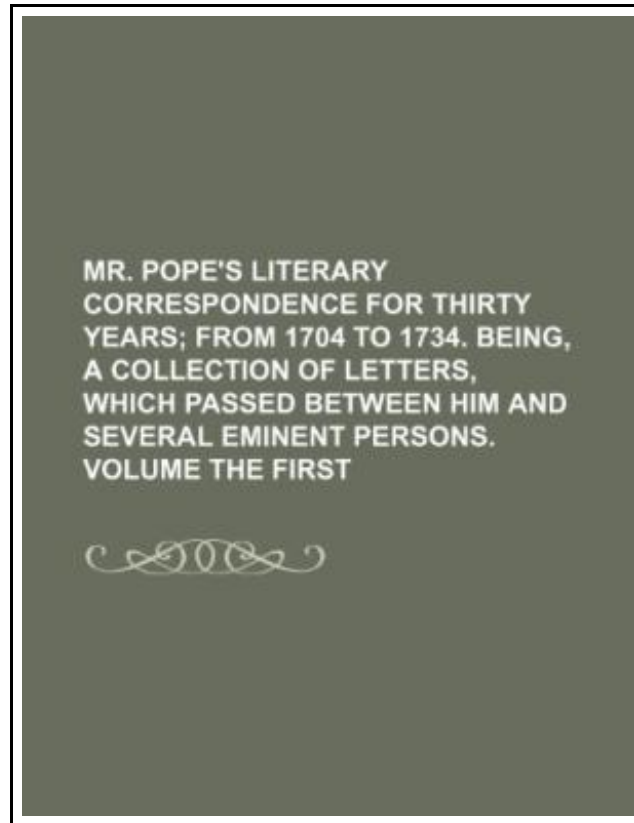 MR. POPE'S LITERARY
CORRESPONDENCE FOR THIRTY
YEARS; FROM 1704 TO 1734. BEING,
A COLLECTION OF LETTERS,
WHICH PASSED BETWEEN HIM AND
SEVERAL EMINENT PERSONS.
VOLUME THE FIRST